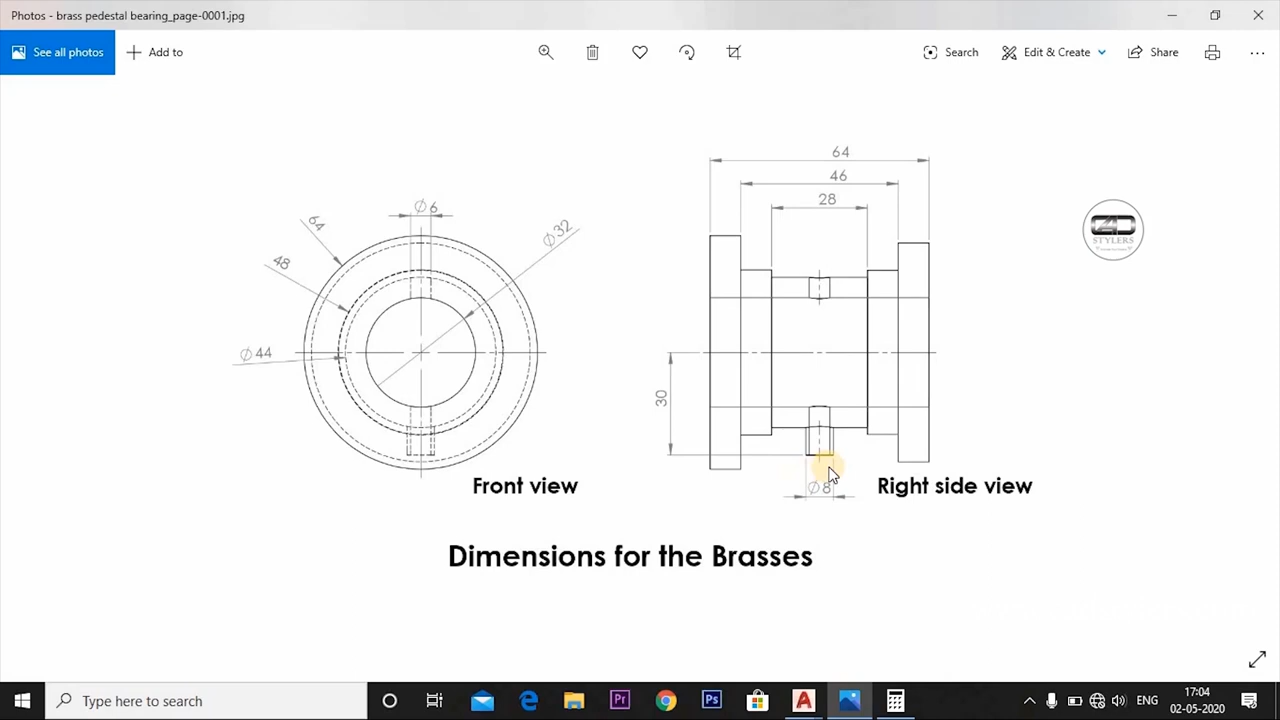 Photos - brass pedestal bearing_page-0001.jpg
See all photos
Add to
Search
Edit & Create
Share
64
46
28
Ø6
64
Ø32
48
Ø44
30
Ø8
CAD
STYLERS
Front view
Right side view
Dimensions for the Brasses
Type here to search
ENG
17:04
02-05-2020